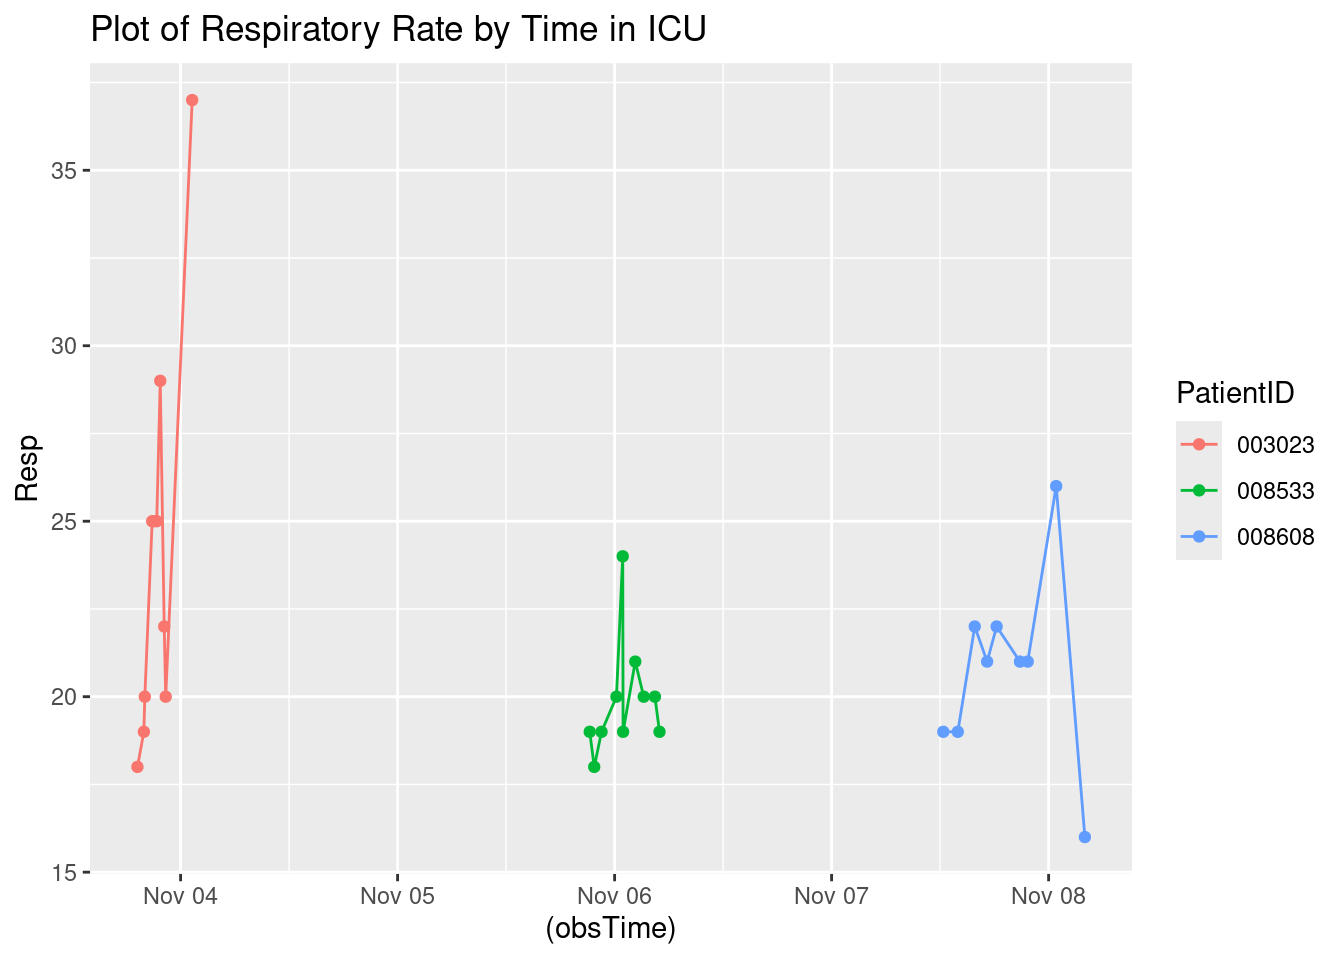 Plot of Respiratory Rate by Time in ICU
35
30
25
20
15
Resp
Nov 04 Nov 05 Nov 06 Nov 07 Nov 08
(obsTime)
PatientID
003023
008533
008608